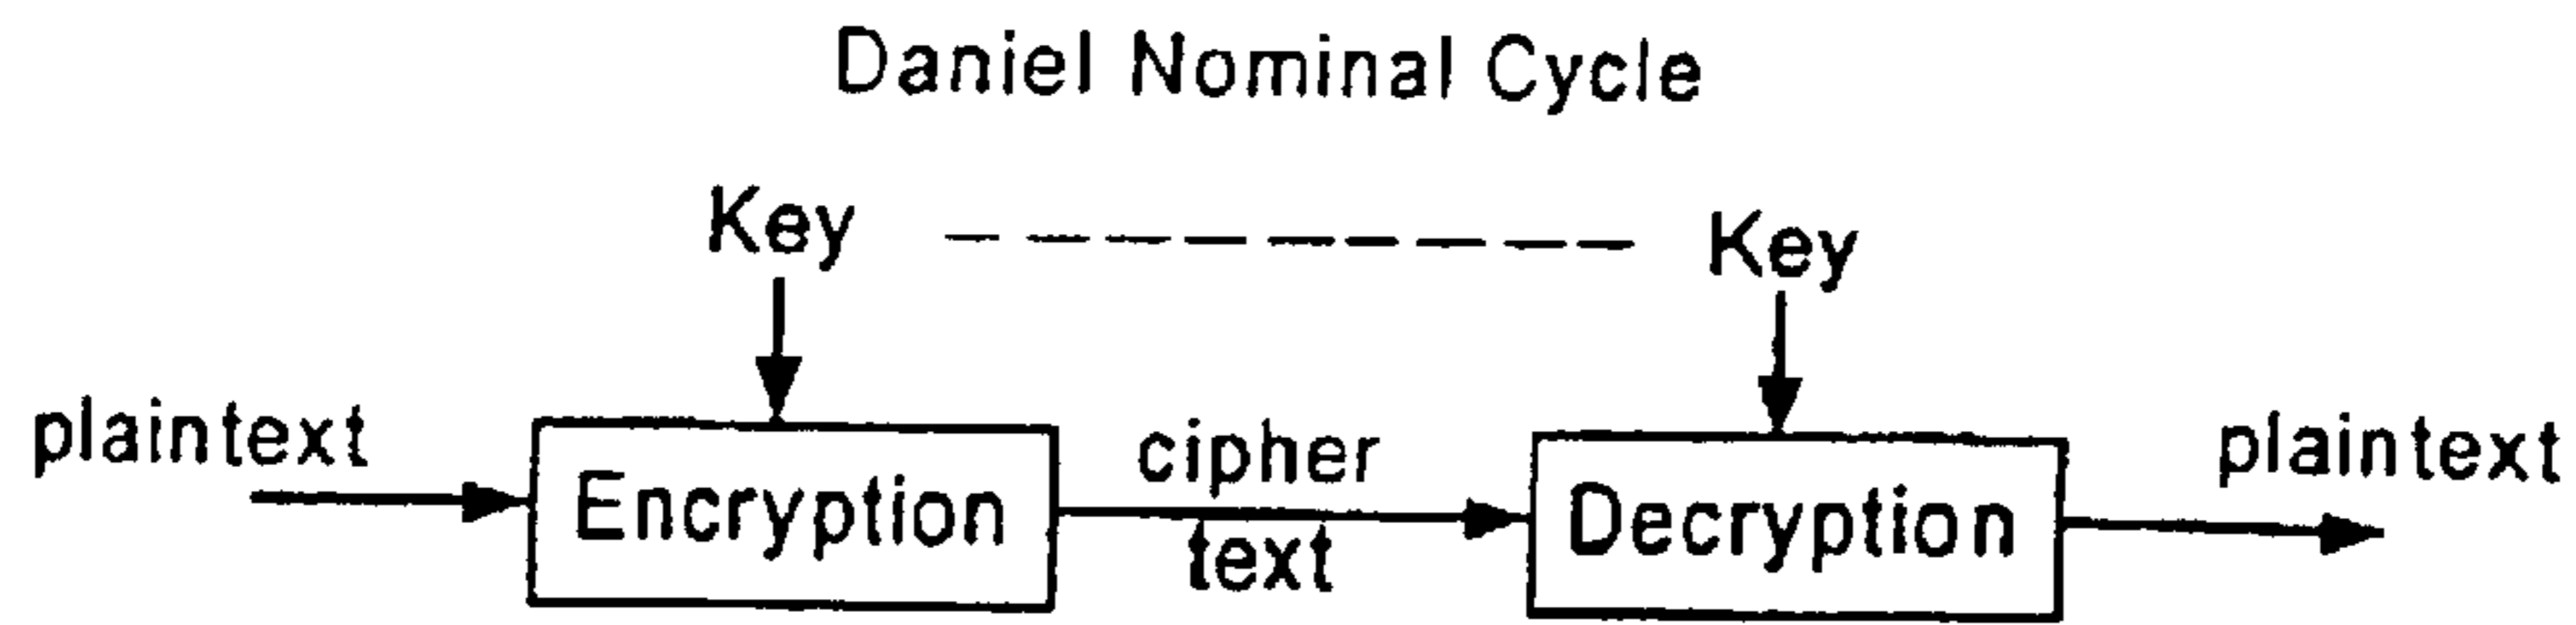 Daniel Nominal Cycle
Key Key
plaintext Encryption cipher text Decryption plaintext